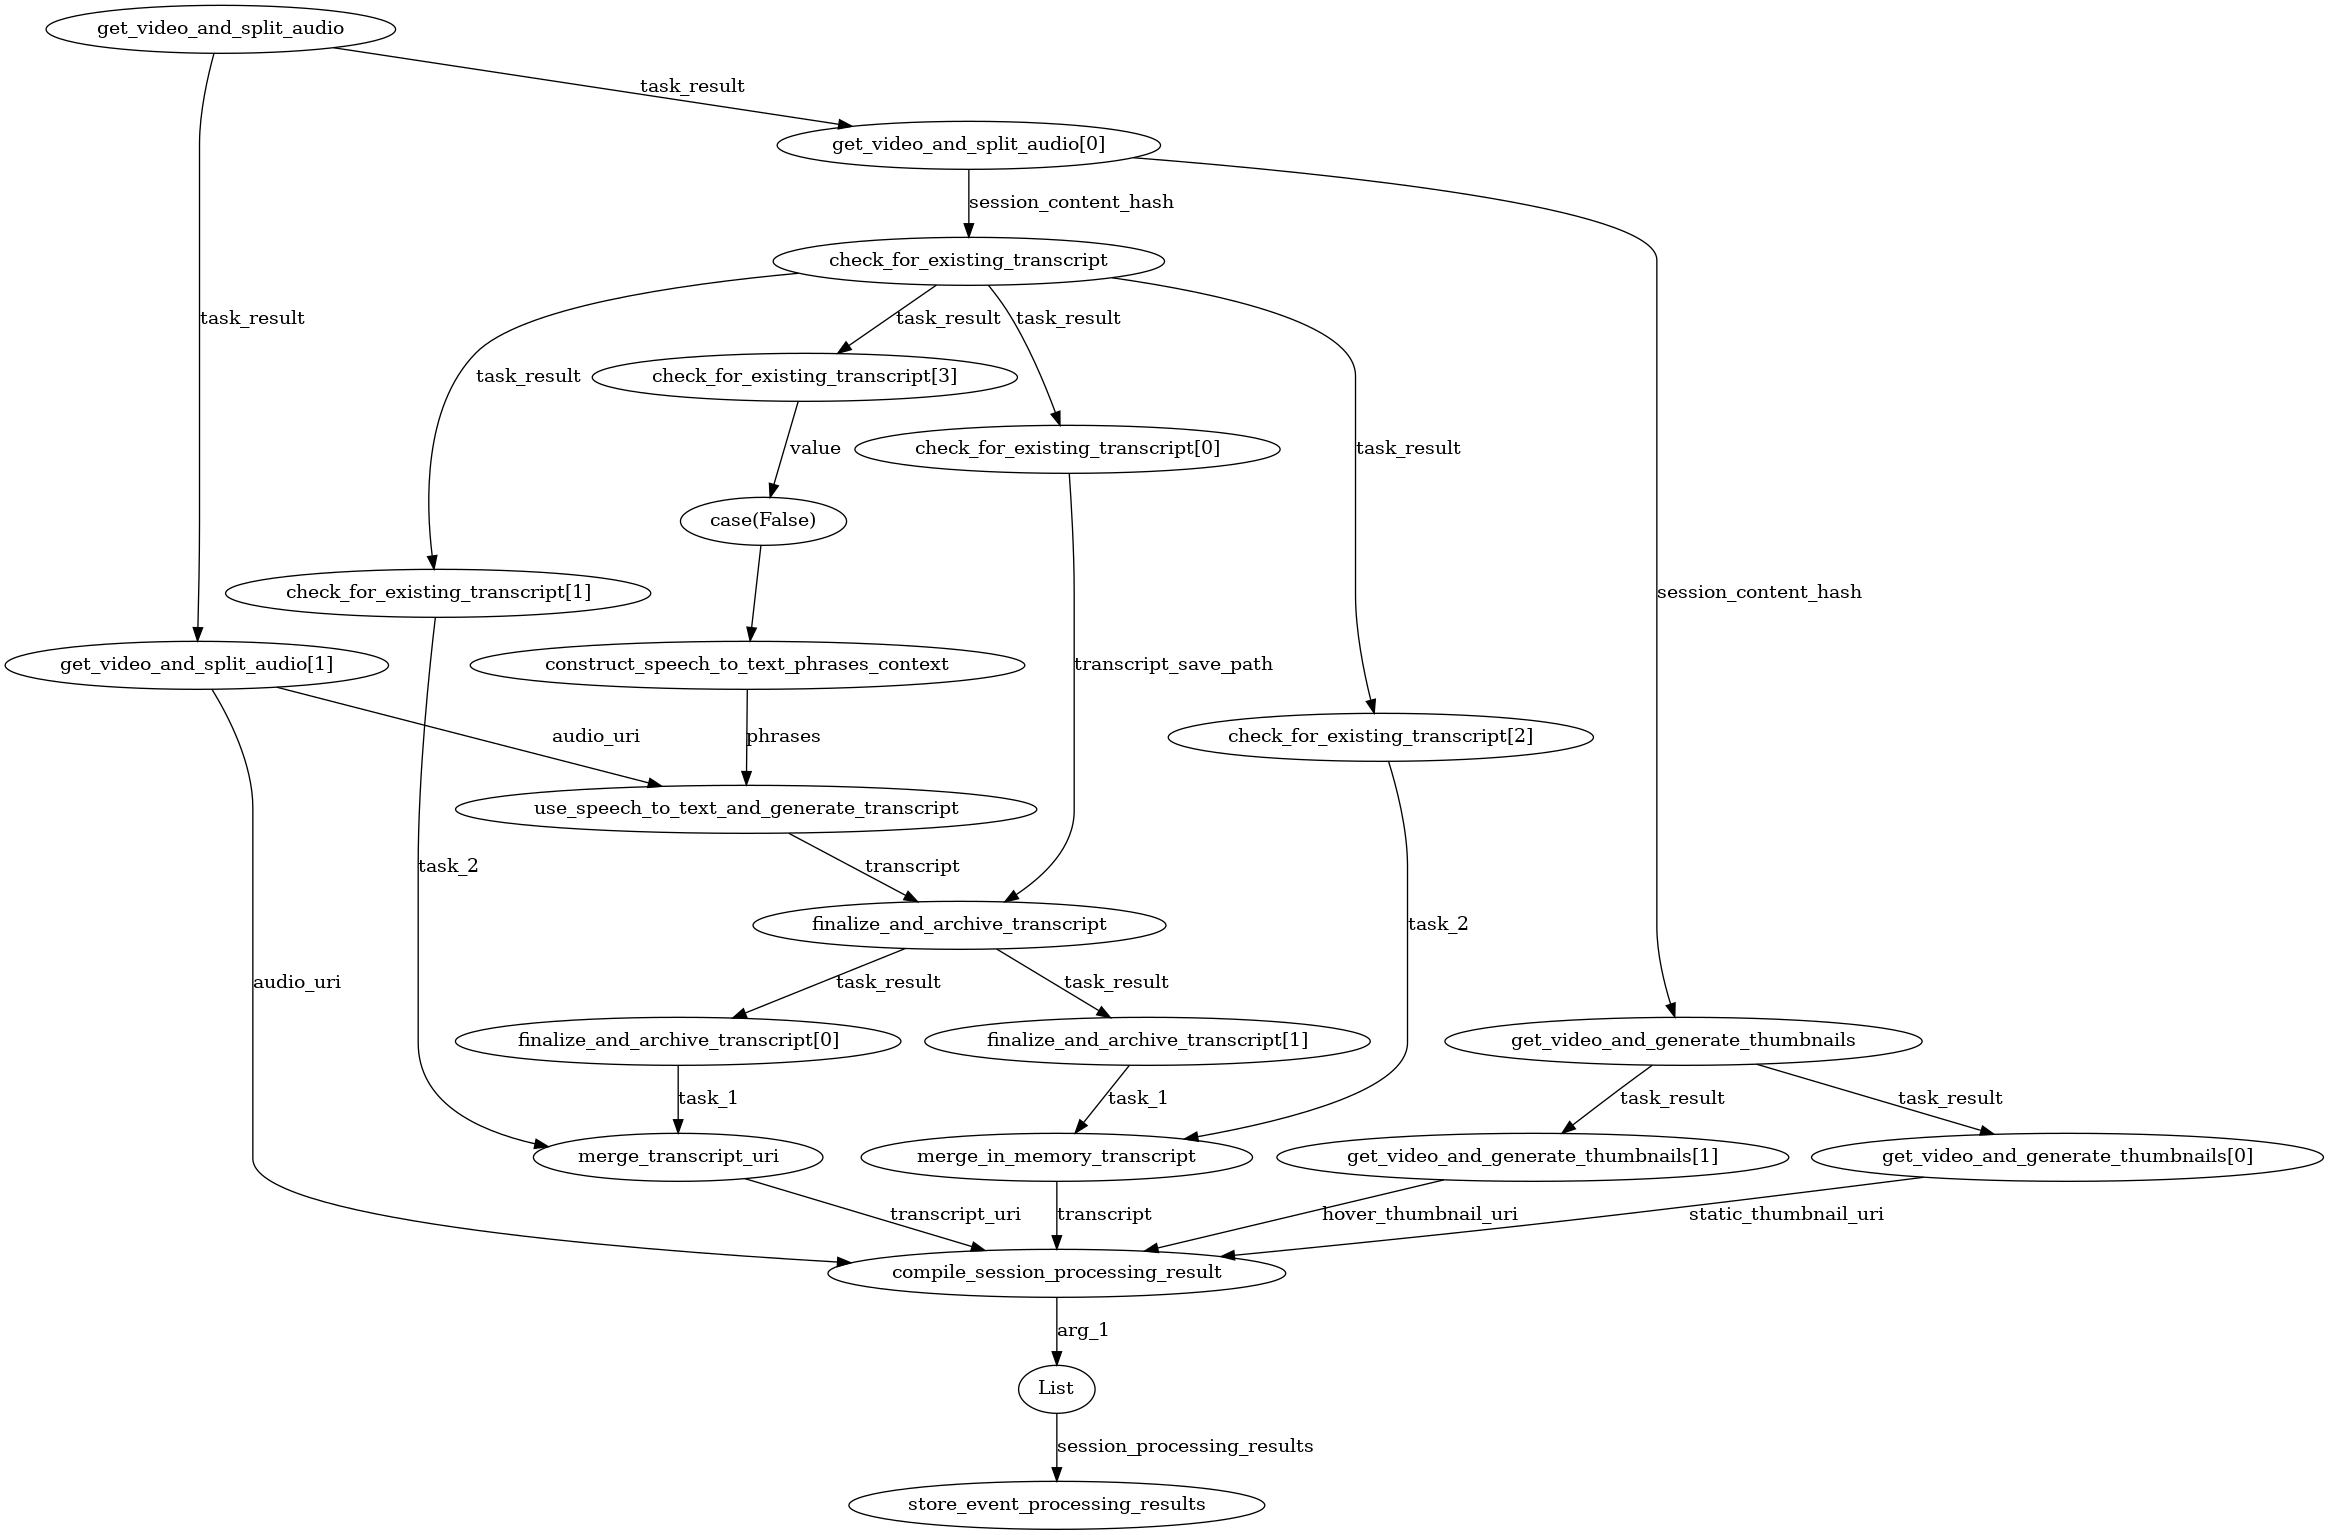 get_video_and_split_audio
task_result
get_video_and_split_audio[0]
session_content_hash
check_for_existing_transcript
task_result
task_result
task_result
task_result
check_for_existing_transcript[3]
task_result
value
check_for_existing_transcript[0]
case(False)
check_for_existing_transcript[1]
session_content_hash
get_video_and_split_audio[1]
construct_speech_to_text_phrases_context
transcript_save_path
audio_uri
phrases
check_for_existing_transcript[2]
use_speech_to_text_and_generate_transcript
task_2
transcript
finalize_and_archive_transcript
task_2
audio_uri
task_result
task_result
finalize_and_archive_transcript[0]
finalize_and_archive_transcript[1]
get_video_and_generate_thumbnails
task_1
task_1
task_result
task_result
merge_transcript_uri
merge_in_memory_transcript
get_video_and_generate_thumbnails[1]
get_video_and_generate_thumbnails[0]
transcript_uri
transcript
hover_thumbnail_uri
static_thumbnail_uri
compile_session_processing_result
arg_1
List
session_processing_results
store_event_processing_results